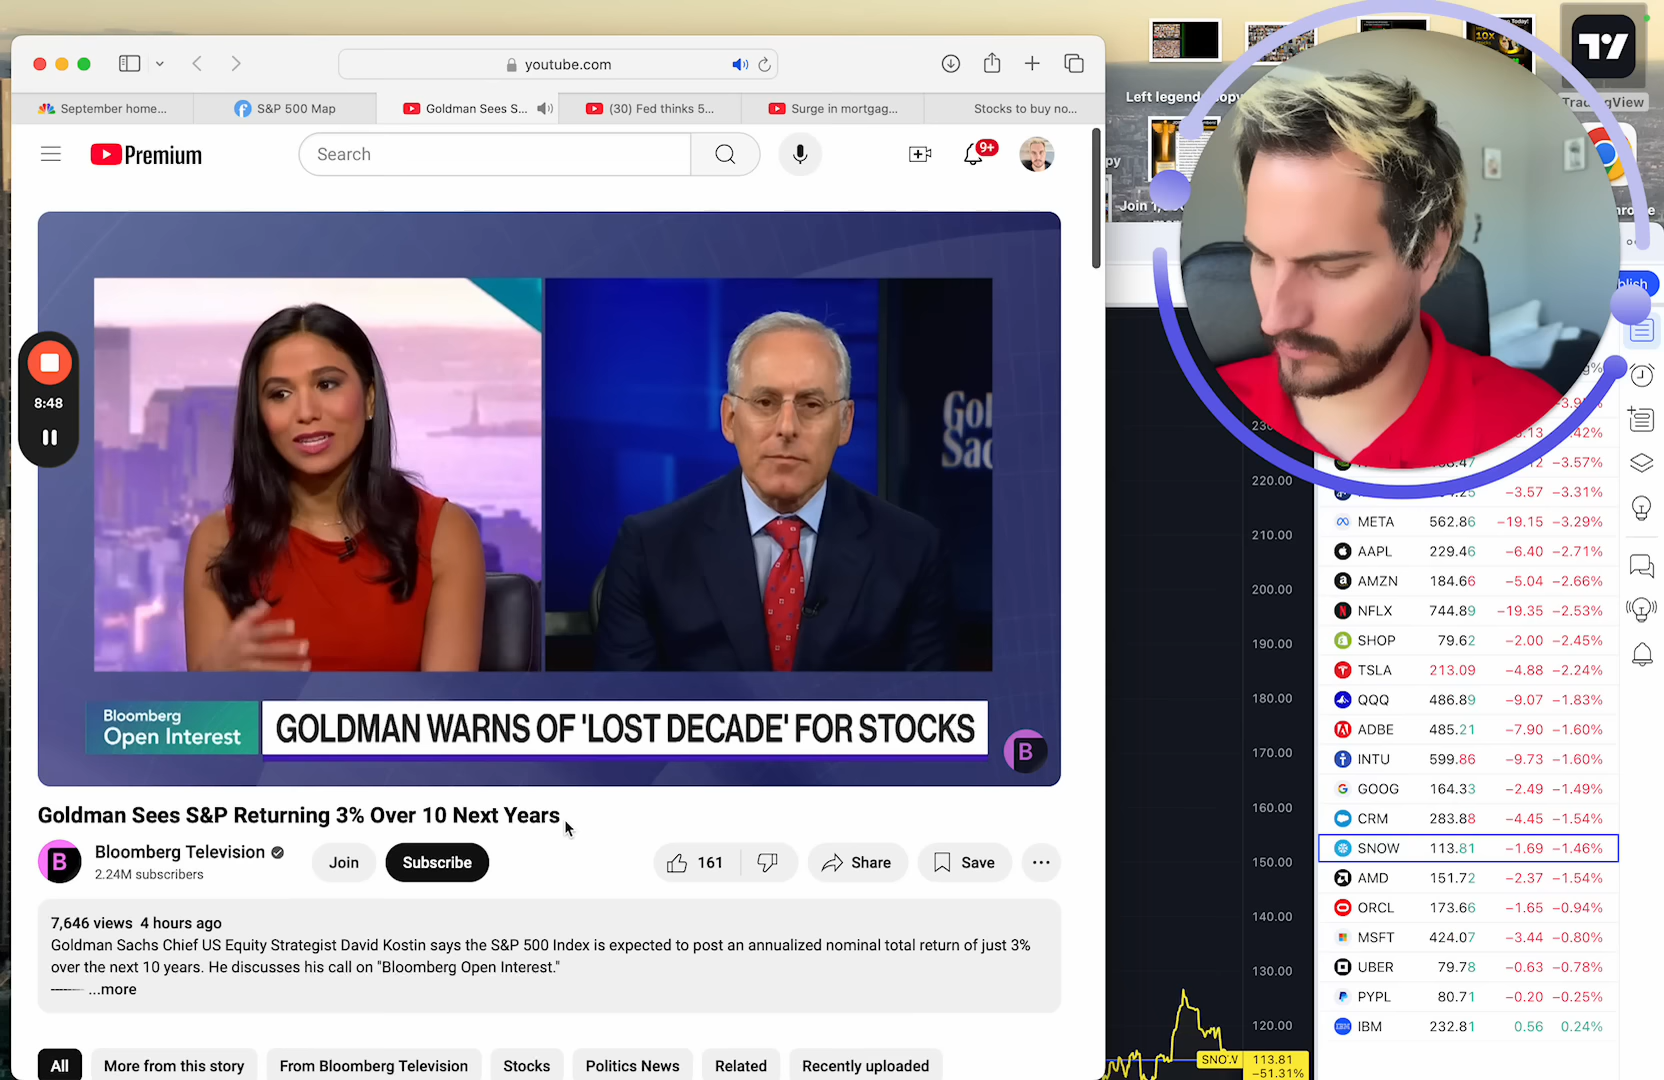 youtube.com
September home...
S&P 500 Map
Goldman Sees S...
(30) Fed thinks 5...
Surge in mortgag...
Stocks to buy no...
Premium
Search
9+
8:48
Gol
Sac
Bloomberg
Open Interest
GOLDMAN WARNS OF 'LOST DECADE' FOR STOCKS
B
Goldman Sees S&P Returning 3% Over 10 Next Years
B
Bloomberg Television
2.24M subscribers
Join
Subscribe
161
Share
Save
7,646 views 4 hours ago
Goldman Sachs Chief US Equity Strategist David Kostin says the S&P 500 Index is expected to post an annualized nominal total return of just 3%
over the next 10 years. He discusses his call on "Bloomberg Open Interest."
...more
All
More from this story
From Bloomberg Television
Stocks
Politics News
Related
Recently uploaded
Left legend
TradingView
Join
220.00
210.00
200.00
190.00
180.00
170.00
160.00
150.00
140.00
130.00
120.00
SNOW 113.81
−51.31%
−3.57%
−3.57 −3.31%
META 562.86 −19.15 −3.29%
AAPL 229.46 −6.40 −2.71%
AMZN 184.66 −5.04 −2.66%
NFLX 744.89 −19.35 −2.53%
SHOP 79.62 −2.00 −2.45%
TSLA 213.09 −4.88 −2.24%
QQQ 486.89 −9.07 −1.83%
ADBE 485.21 −7.90 −1.60%
INTU 599.86 −9.73 −1.60%
GOOG 164.33 −2.49 −1.49%
CRM 283.88 −4.45 −1.54%
SNOW 113.81 −1.69 −1.46%
AMD 151.72 −2.37 −1.54%
ORCL 173.66 −1.65 −0.94%
MSFT 424.07 −3.44 −0.80%
UBER 79.78 −0.63 −0.78%
PYPL 80.71 −0.20 −0.25%
IBM 232.81 0.56 0.24%